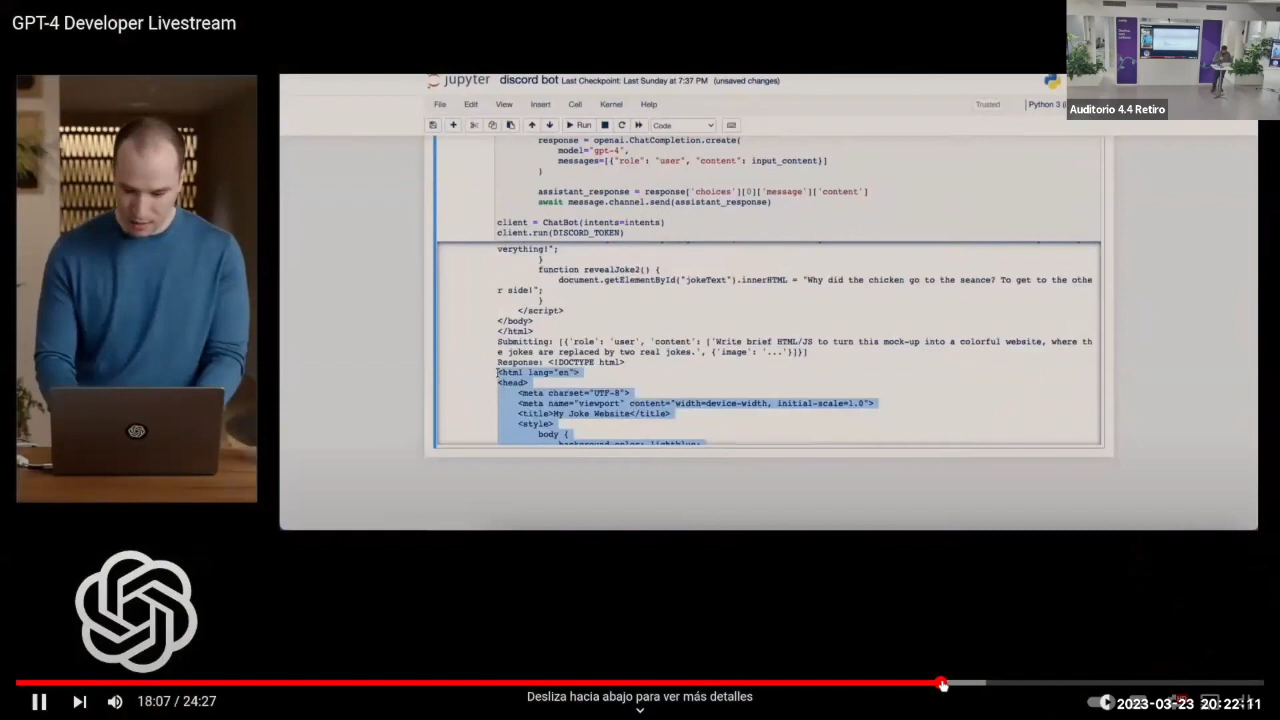 GPT-4 Developer Livestream
Auditorio 4.4 Retiro
jupyter discord bot Last Checkpoint: Last Sunday at 7:37 PM (unsaved changes)
File Edit View Insert Cell Kernel Help Trusted Python 3
Run Code
response = openai.ChatCompletion.create(
model="gpt-4",
messages=[{"role": "user", "content": input_content}]
)
assistant_response = response['choices'][0]['message']['content']
await message.channel.send(assistant_response)
client = ChatBot(intents=intents)
client.run(DISCORD_TOKEN)
verything!";
}
function revealJoke2() {
document.getElementById("jokeText").innerHTML = "Why did the chicken go to the seance? To get to the othe
r side!";
}
</script>
</body>
</html>
Submitting: [{'role': 'user', 'content': ['Write brief HTML/JS to turn this mock-up into a colorful website, where th
e jokes are replaced by two real jokes.', {'image': '...'}]}]
Response: <!DOCTYPE html>
<html lang="en">
<head>
<meta charset="UTF-8">
<meta name="viewport" content="width=device-width, initial-scale=1.0">
<title>My Joke Website</title>
<style>
body {
background-color: lightblue;
18:07 / 24:27
Desliza hacia abajo para ver más detalles
2023-03-23 20:22:11